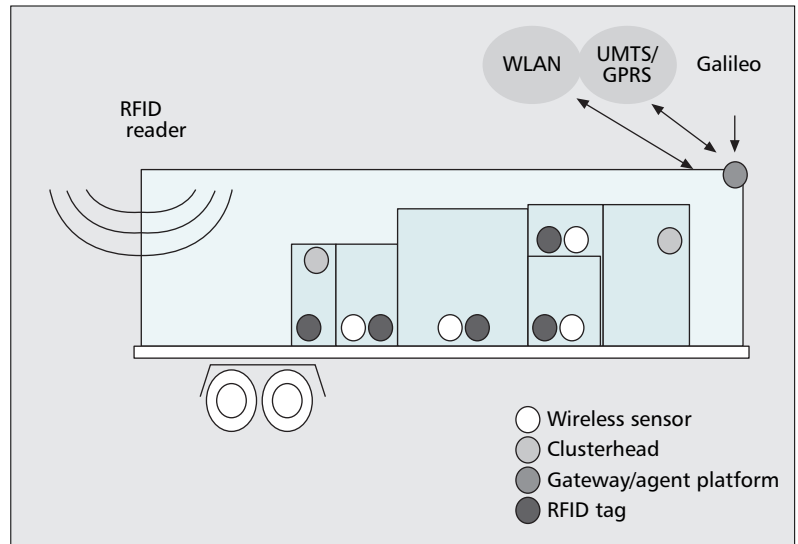 WLAN
UMTS/
GPRS
Galileo
RFID
reader
Wireless sensor
Clusterhead
Gateway/agent platform
RFID tag